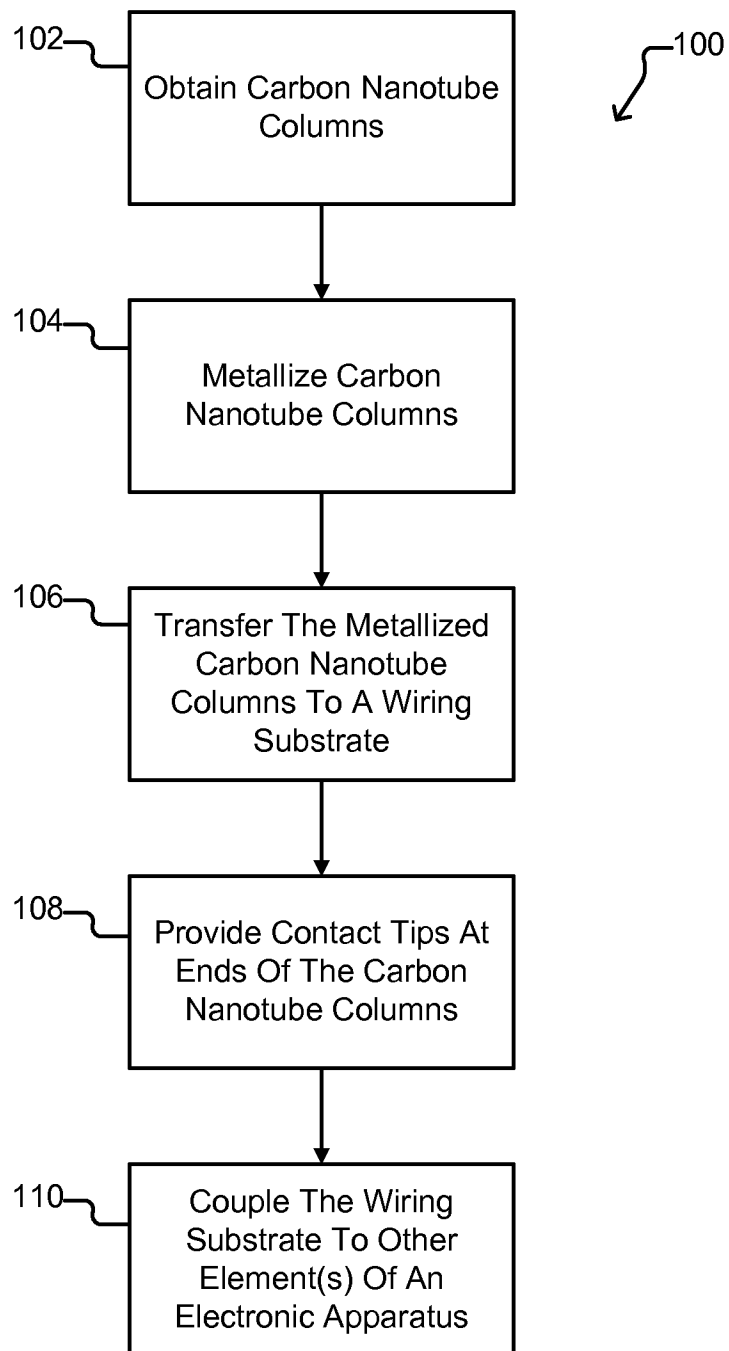 102
100
Obtain Carbon Nanotube
Columns
104
Metallize Carbon
Nanotube Columns
106
Transfer The Metallized
Carbon Nanotube
Columns To A Wiring
Substrate
108
Provide Contact Tips At
Ends Of The Carbon
Nanotube Columns
110
Couple The Wiring
Substrate To Other
Element(s) Of An
Electronic Apparatus